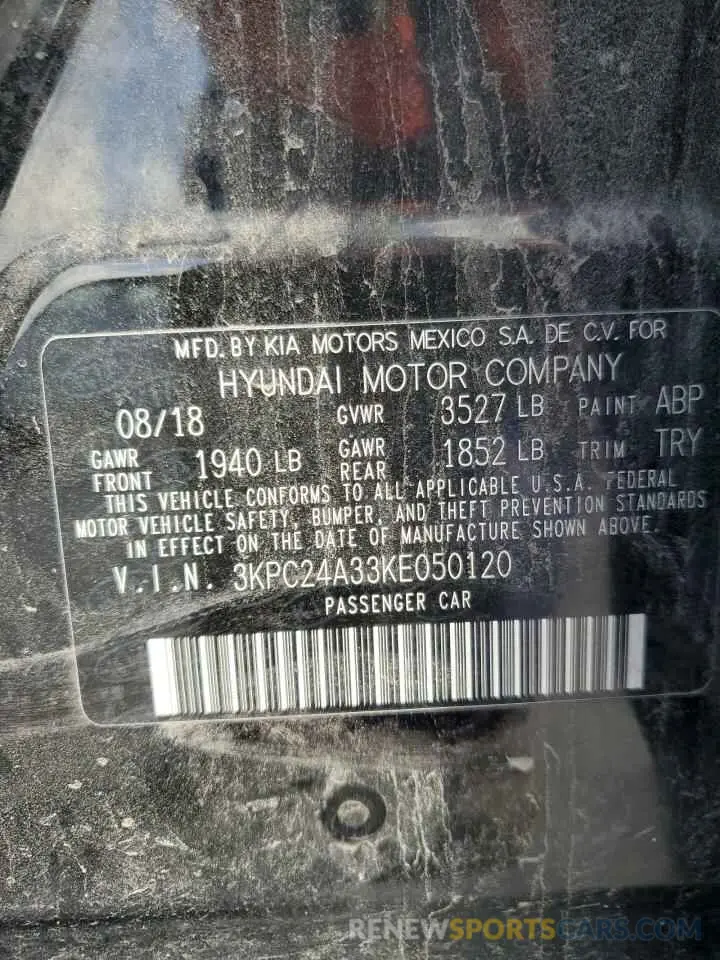 MFD. BY KIA MOTORS MEXICO S.A. DE C.V. FOR
HYUNDAI MOTOR COMPANY
08/18 GVWR 3527 LB PAINT ABP
GAWR FRONT 1940 LB GAWR REAR 1852 LB TRIM TRY
THIS VEHICLE CONFORMS TO ALL APPLICABLE U.S.A. FEDERAL
MOTOR VEHICLE SAFETY, BUMPER, AND THEFT PREVENTION STANDARDS
IN EFFECT ON THE DATE OF MANUFACTURE SHOWN ABOVE.
V.I.N. 3KPC24A33KE050120
PASSENGER CAR
RENEWSPORTSCARS.COM